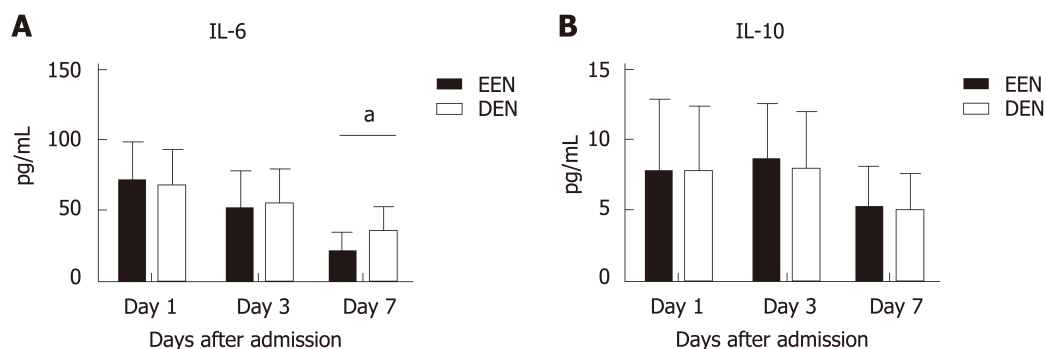 A
IL-6
150
100
50
0
pg/mL
EEN
DEN
a
Day 1 Day 3 Day 7
Days after admission
B
IL-10
15
10
5
0
pg/mL
EEN
DEN
Day 1 Day 3 Day 7
Days after admission